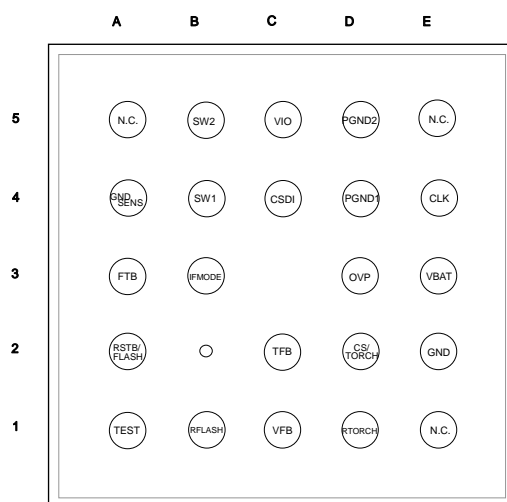 A B C D E
5 N.C. SW2 VIO PGND2 N.C.
4 GND SENS SW1 CSDI PGND1 CLK
3 FTB IFMODE OVP VBAT
2 RSTB/ FLASH TFB CS/ TORCH GND
1 TEST RFLASH VFB RTORCH N.C.